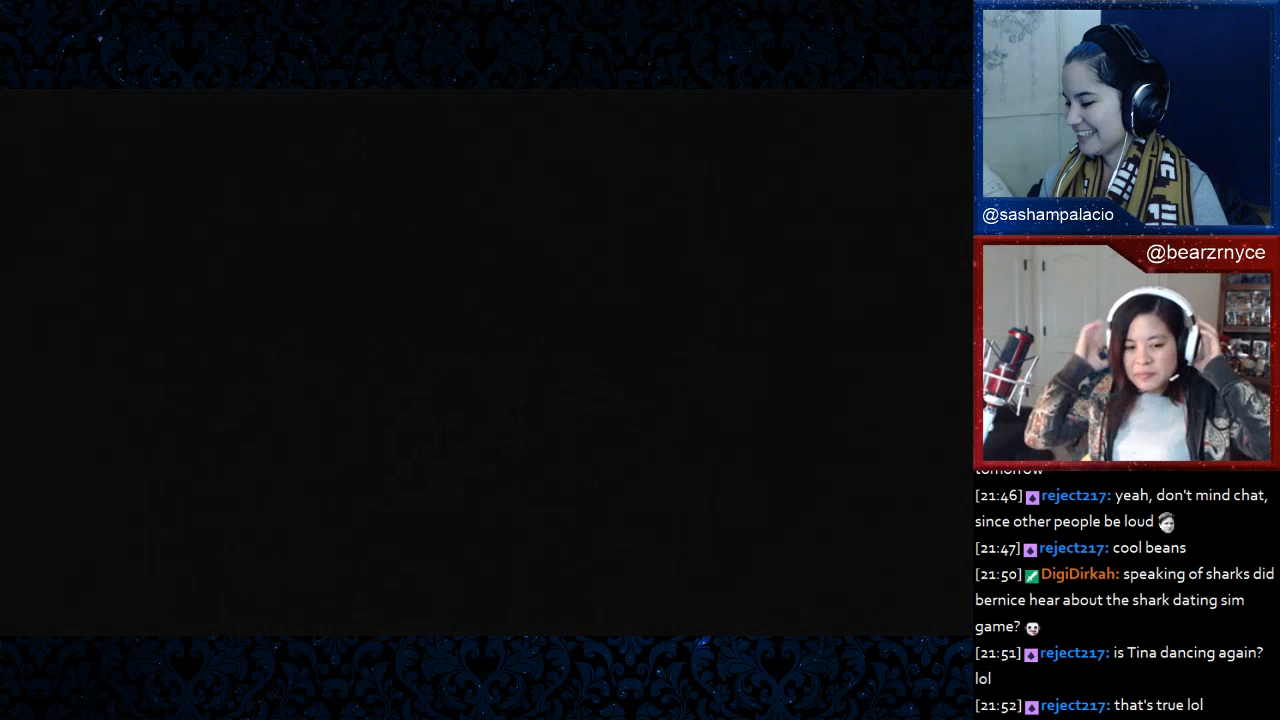 @sashampalacio
@bearzrnyce
tomorrow
[21:46] reject217: yeah, don't mind chat,
since other people be loud
[21:47] reject217: cool beans
[21:50] DigiDirkah: speaking of sharks did
bernice hear about the shark dating sim
game?
[21:51] reject217: is Tina dancing again?
lol
[21:52] reject217: that's true lol